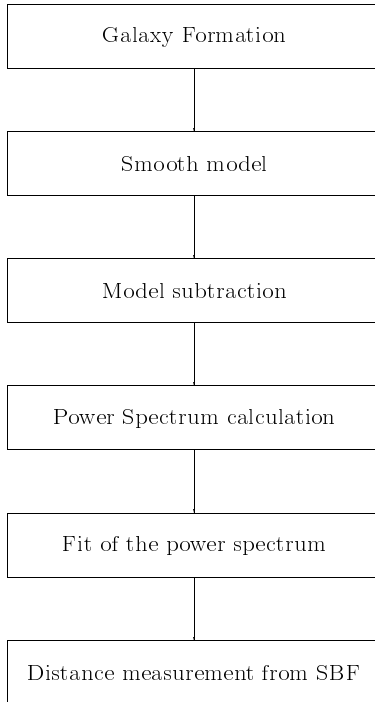 Galaxy Formation
Smooth model
Model subtraction
Power Spectrum calculation
Fit of the power spectrum
Distance measurement from SBF